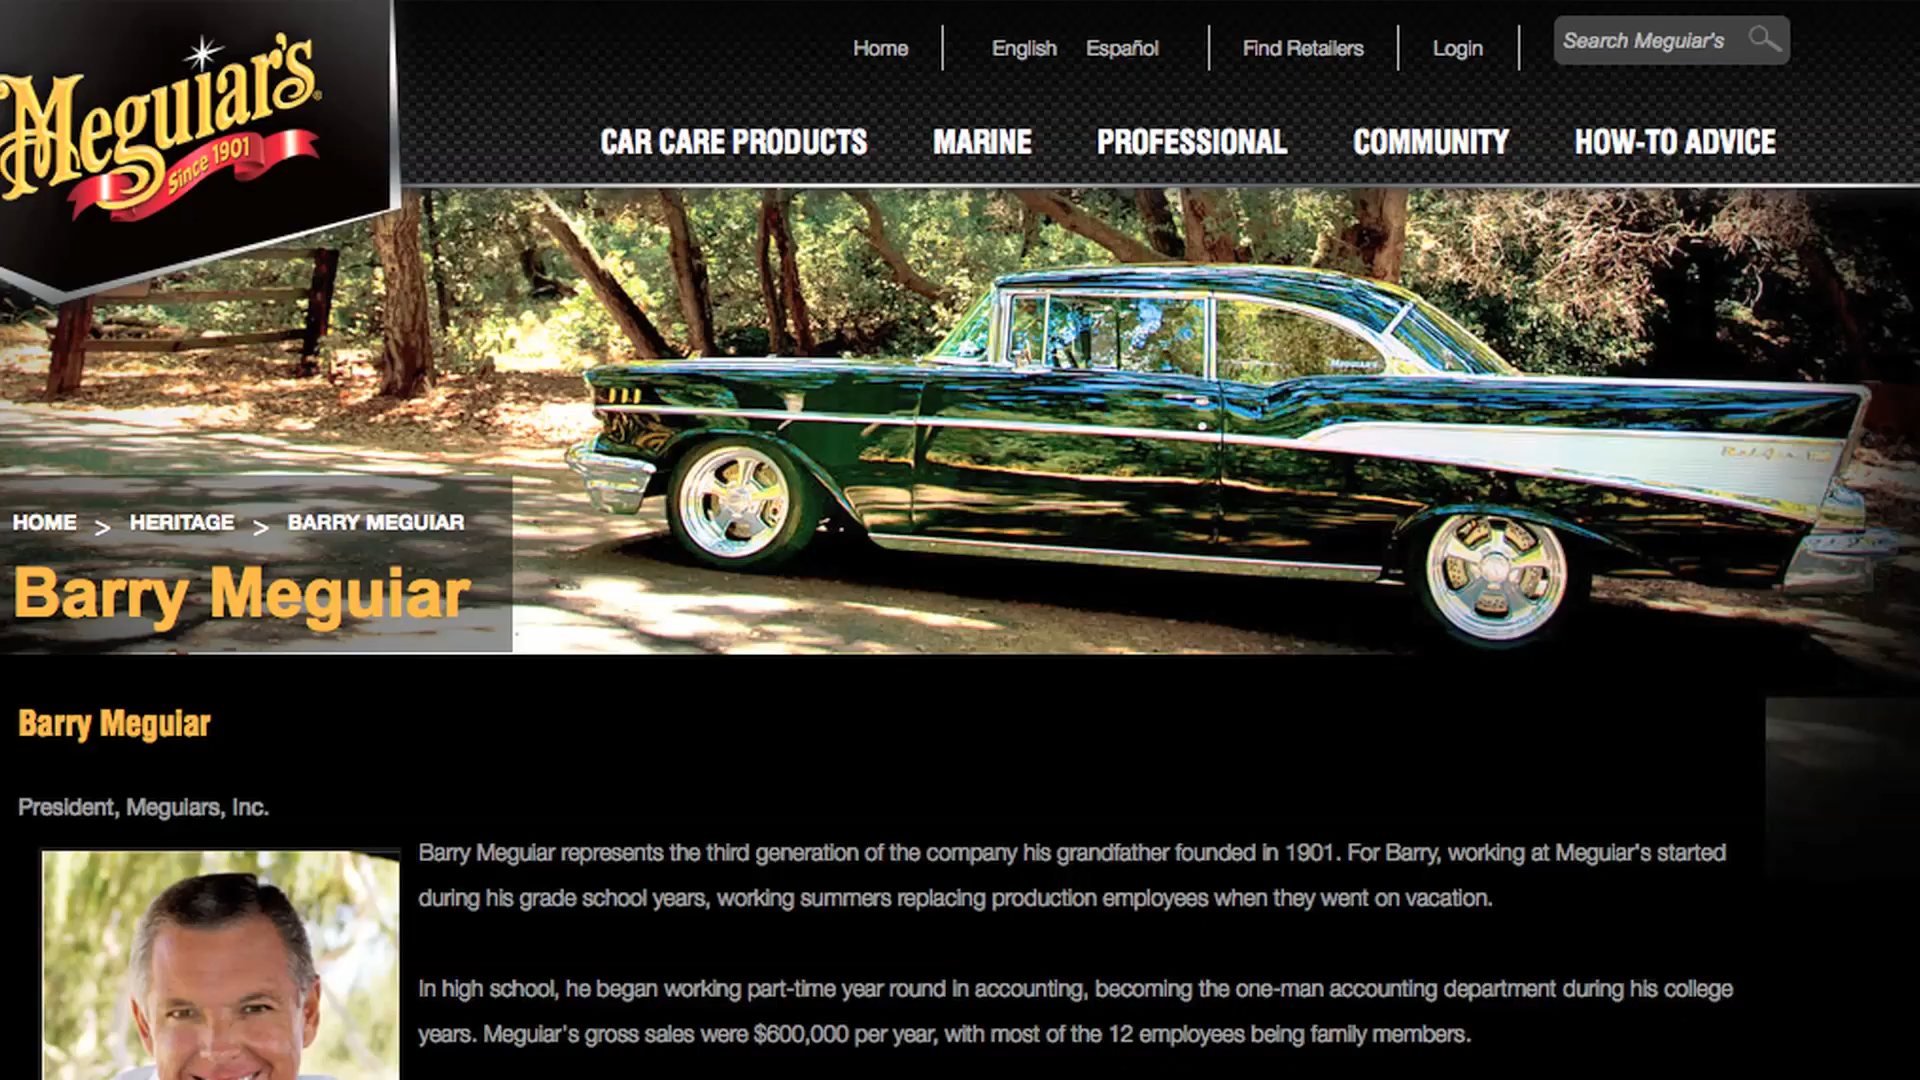 Meguiar's
Since 1901
Home
English
Español
Find Retailers
Login
Search Meguiar's
CAR CARE PRODUCTS
MARINE
PROFESSIONAL
COMMUNITY
HOW-TO ADVICE
MEGUIAR'S
Bel Air
HOME > HERITAGE > BARRY MEGUIAR
Barry Meguiar
Barry Meguiar
President, Meguiars, Inc.
Barry Meguiar represents the third generation of the company his grandfather founded in 1901. For Barry, working at Meguiar's started
during his grade school years, working summers replacing production employees when they went on vacation.
In high school, he began working part-time year round in accounting, becoming the one-man accounting department during his college
years. Meguiar's gross sales were $600,000 per year, with most of the 12 employees being family members.